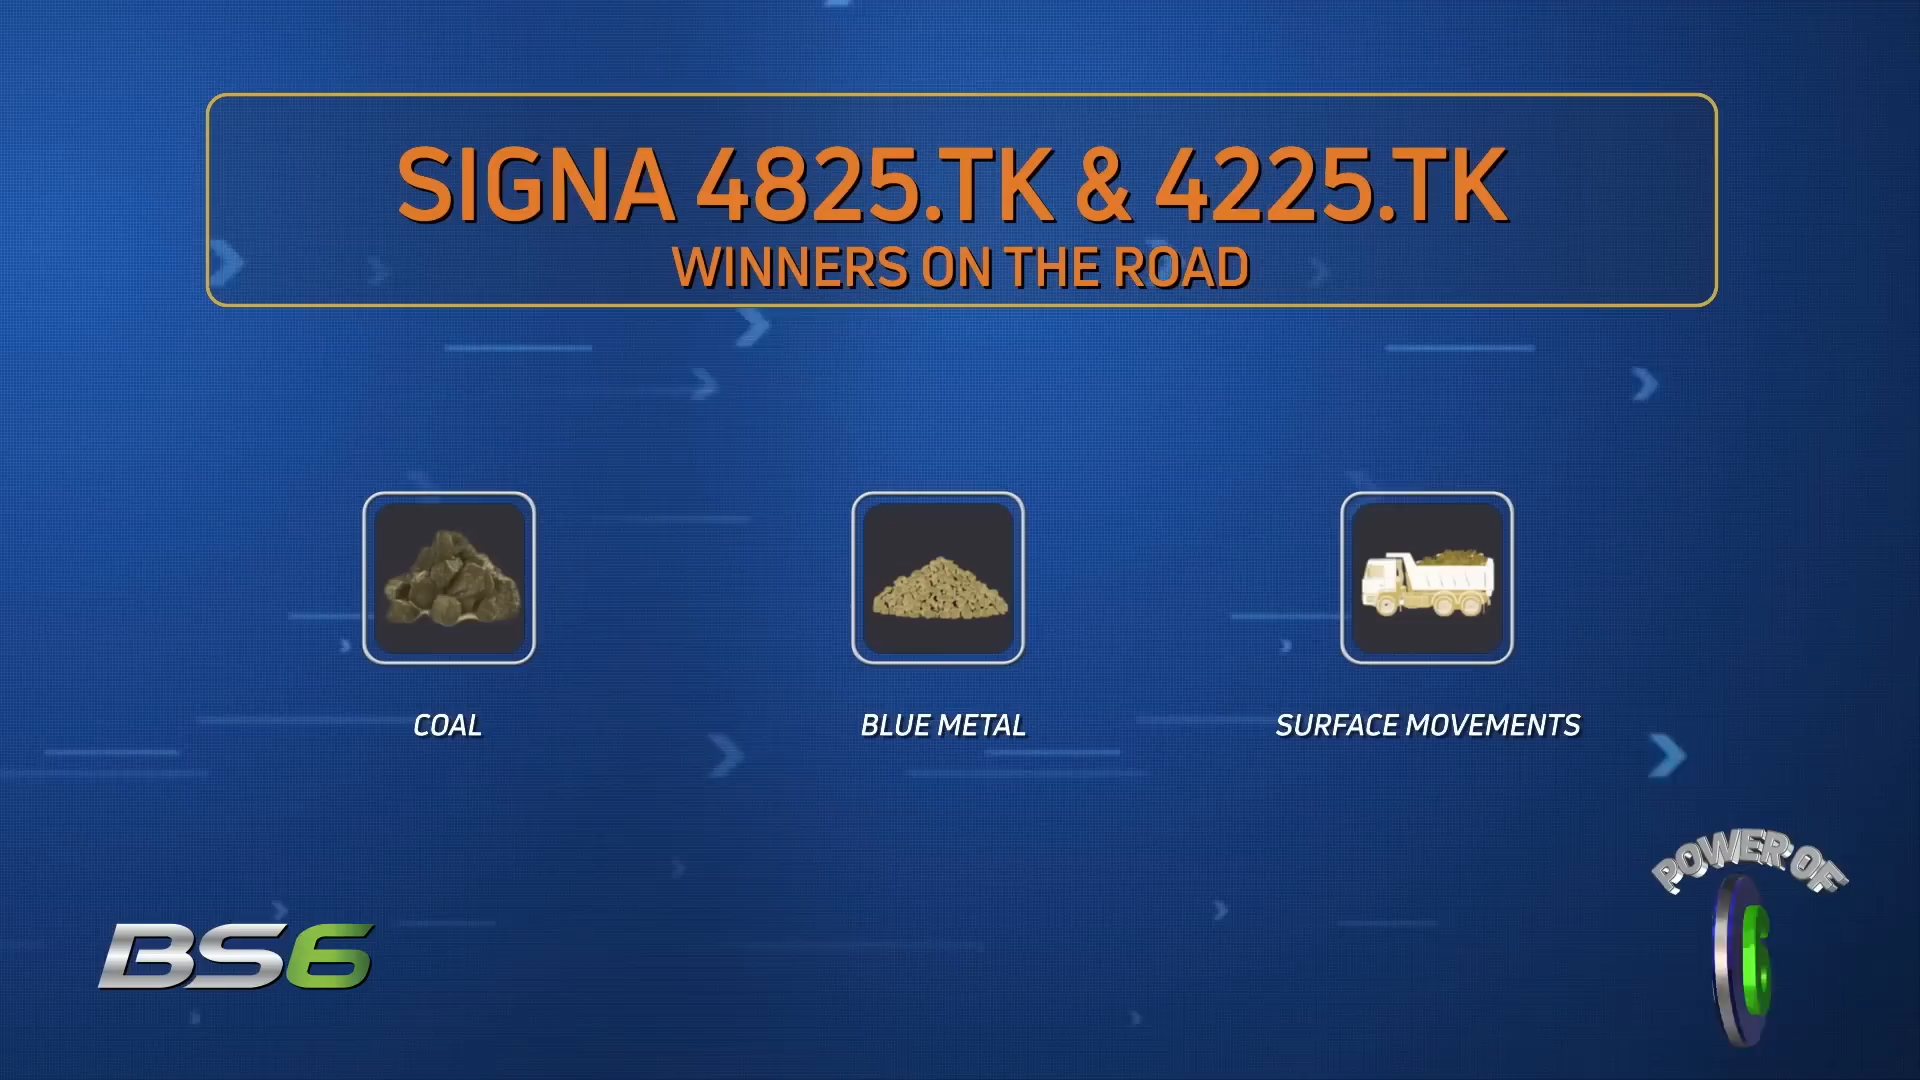 SIGNA 4825.TK & 4225.TK
WINNERS ON THE ROAD
COAL
BLUE METAL
SURFACE MOVEMENTS
POWER OF
6
BS6